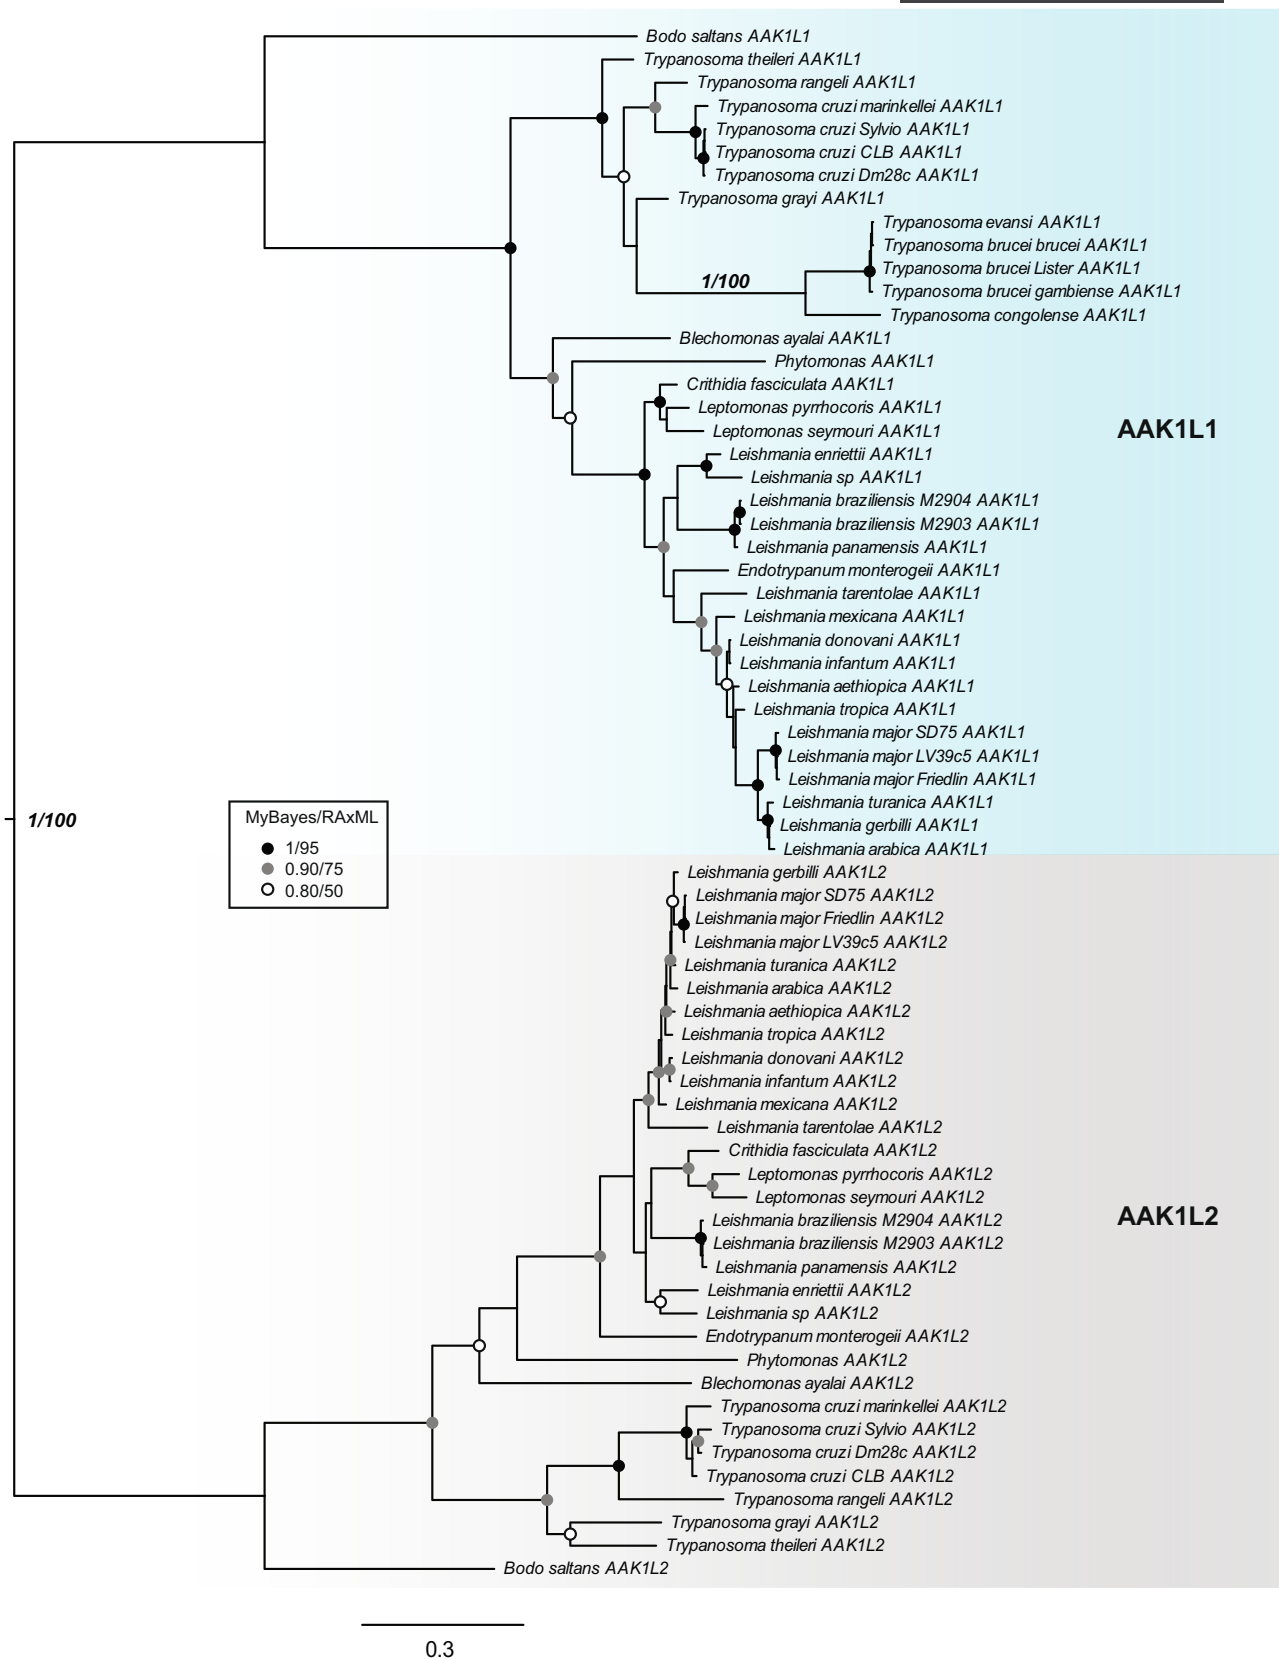 Bodo saltans AAK1L1
Trypanosoma theileri AAK1L1
Trypanosoma rangeli AAK1L1
Trypanosoma cruzi marinkellei AAK1L1
Trypanosoma cruzi Sylvio AAK1L1
Trypanosoma cruzi CLB AAK1L1
Trypanosoma cruzi Dm28c AAK1L1
Trypanosoma grayi AAK1L1
Trypanosoma evansi AAK1L1
Trypanosoma brucei brucei AAK1L1
Trypanosoma brucei Lister AAK1L1
1/100
Trypanosoma brucei gambiense AAK1L1
Trypanosoma congolense AAK1L1
Blechomonas ayalai AAK1L1
Phytomonas AAK1L1
Crithidia fasciculata AAK1L1
Leptomonas pyrrhocoris AAK1L1
Leptomonas seymouri AAK1L1
AAK1L1
Leishmania enriettii AAK1L1
Leishmania sp AAK1L1
Leishmania braziliensis M2904 AAK1L1
Leishmania braziliensis M2903 AAK1L1
Leishmania panamensis AAK1L1
Endotrypanum monterogeii AAK1L1
Leishmania tarentolae AAK1L1
Leishmania mexicana AAK1L1
Leishmania donovani AAK1L1
Leishmania infantum AAK1L1
Leishmania aethiopica AAK1L1
Leishmania tropica AAK1L1
Leishmania major SD75 AAK1L1
Leishmania major LV39c5 AAK1L1
Leishmania major Friedlin AAK1L1
Leishmania turanica AAK1L1
Leishmania gerbilli AAK1L1
Leishmania arabica AAK1L1
1/100
MyBayes/RAxML
1/95
0.90/75
0.80/50
Leishmania gerbilli AAK1L2
Leishmania major SD75 AAK1L2
Leishmania major Friedlin AAK1L2
Leishmania major LV39c5 AAK1L2
Leishmania turanica AAK1L2
Leishmania arabica AAK1L2
Leishmania aethiopica AAK1L2
Leishmania tropica AAK1L2
Leishmania donovani AAK1L2
Leishmania infantum AAK1L2
Leishmania mexicana AAK1L2
Leishmania tarentolae AAK1L2
Crithidia fasciculata AAK1L2
Leptomonas pyrrhocoris AAK1L2
Leptomonas seymouri AAK1L2
AAK1L2
Leishmania braziliensis M2904 AAK1L2
Leishmania braziliensis M2903 AAK1L2
Leishmania panamensis AAK1L2
Leishmania enriettii AAK1L2
Leishmania sp AAK1L2
Endotrypanum monterogeii AAK1L2
Phytomonas AAK1L2
Blechomonas ayalai AAK1L2
Trypanosoma cruzi marinkellei AAK1L2
Trypanosoma cruzi Sylvio AAK1L2
Trypanosoma cruzi Dm28c AAK1L2
Trypanosoma cruzi CLB AAK1L2
Trypanosoma rangeli AAK1L2
Trypanosoma grayi AAK1L2
Trypanosoma theileri AAK1L2
Bodo saltans AAK1L2
0.3